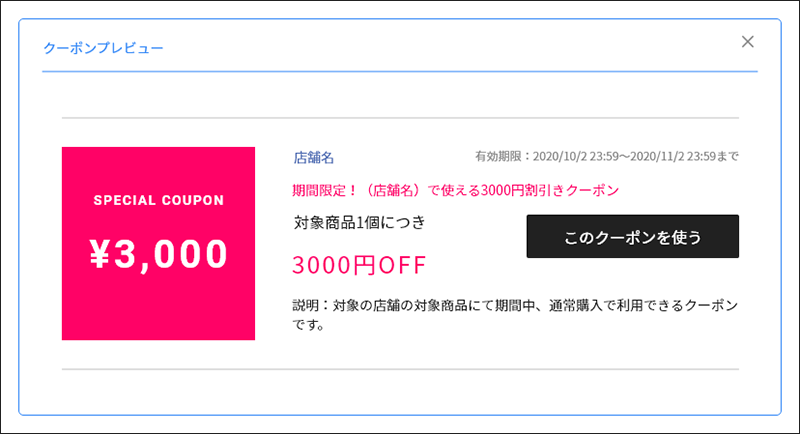 クーポンプレビュー
×
SPECIAL COUPON
¥3,000
店舗名
有効期限：2020/10/2 23:59～2020/11/2 23:59まで
期間限定！（店舗名）で使える3000円割引きクーポン
対象商品1個につき
3000円OFF
このクーポンを使う
説明：対象の店舗の対象商品にて期間中、通常購入で利用できるクーポン
です。